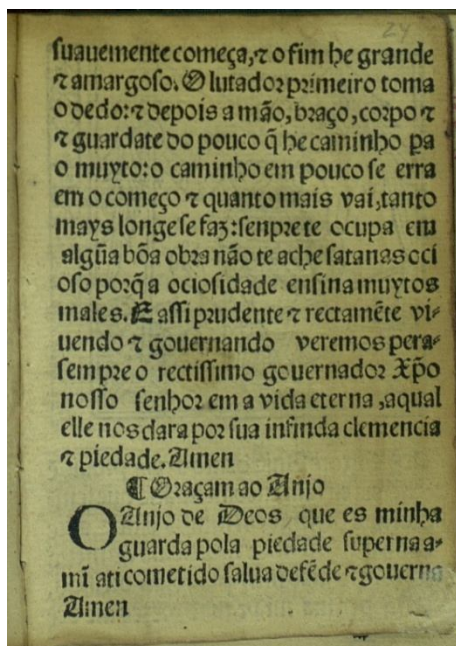 24
suauemente começa, ⁊ o fim he grande
⁊ amargoso. O lutador primeiro toma
o dedo: ⁊ depois a mão, braço, corpo ⁊
⁊ guardate do pouco q̃ he caminho pa
o muyto: o caminho em pouco se erra
em o começo ⁊ quanto mais vai, tanto
mays longe se faz: senpre te ocupa em
algũa bõa obra não te ache satanas oci
oso porq̃ a ociosidade ensina muytos
males. E assi prudente ⁊ rectamẽte vi-
uendo ⁊ gouernando veremos pera-
sempre o rectissimo gouernador Xp̃o
nosso senhor em a vida eterna, aqual
elle nos dara por sua infinda clemencia
⁊ piedade. Amen
¶ Oraçam ao Anjo
O Anjo de Deos, que es minha
guarda pola piedade superna a-
mĩ ati cometido salua defẽde ⁊ gouerna
Amen